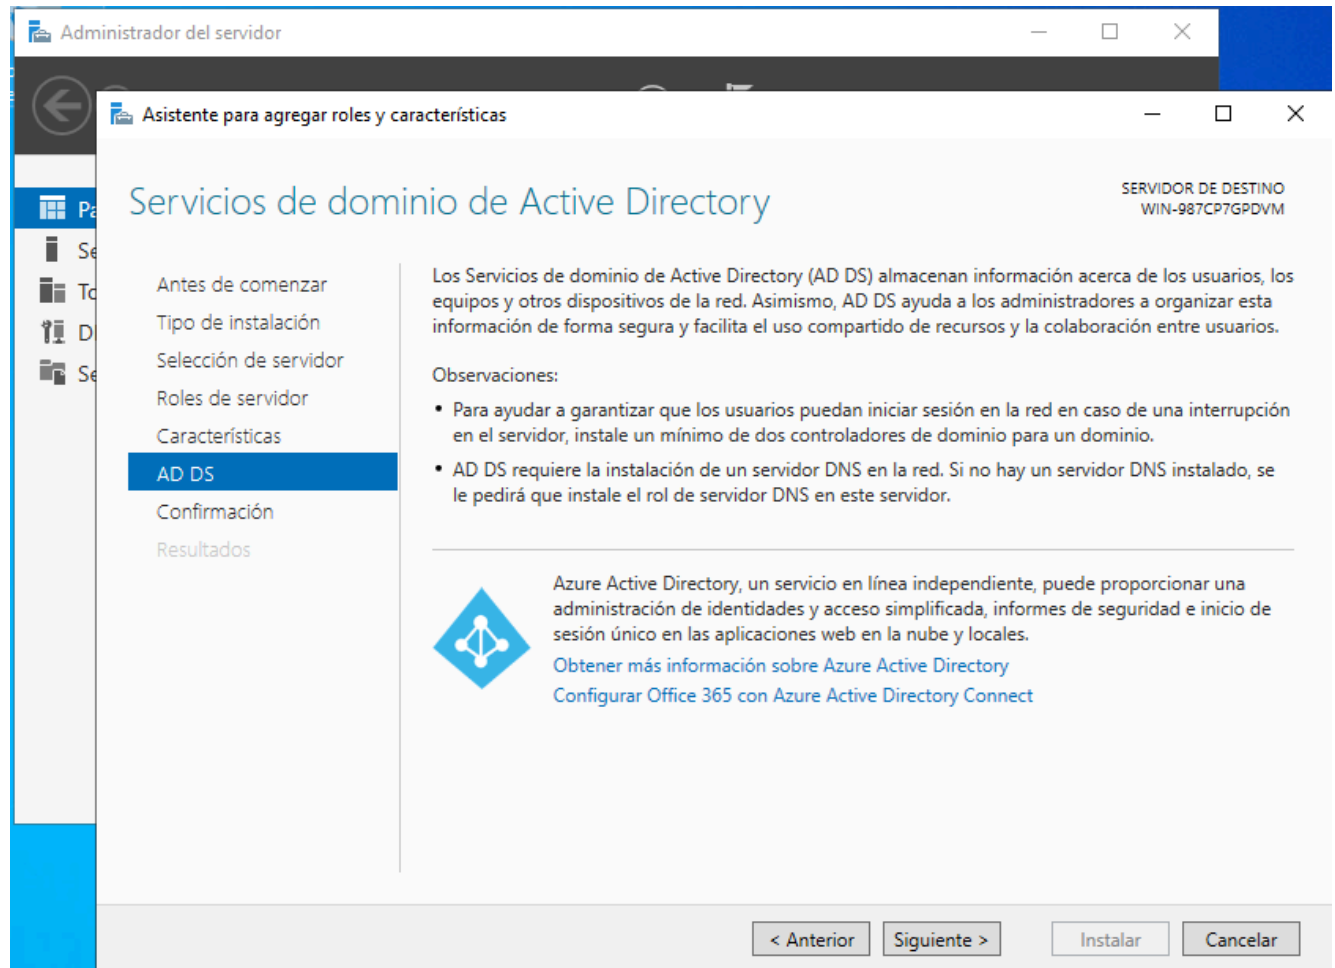 Administrador del servidor
Asistente para agregar roles y características
Servicios de dominio de Active Directory
SERVIDOR DE DESTINO
WIN-987CP7GPDVM
Antes de comenzar
Tipo de instalación
Selección de servidor
Roles de servidor
Características
AD DS
Confirmación
Resultados
Los Servicios de dominio de Active Directory (AD DS) almacenan información acerca de los usuarios, los
equipos y otros dispositivos de la red. Asimismo, AD DS ayuda a los administradores a organizar esta
información de forma segura y facilita el uso compartido de recursos y la colaboración entre usuarios.
Observaciones:
• Para ayudar a garantizar que los usuarios puedan iniciar sesión en la red en caso de una interrupción
en el servidor, instale un mínimo de dos controladores de dominio para un dominio.
• AD DS requiere la instalación de un servidor DNS en la red. Si no hay un servidor DNS instalado, se
le pedirá que instale el rol de servidor DNS en este servidor.
Azure Active Directory, un servicio en línea independiente, puede proporcionar una
administración de identidades y acceso simplificada, informes de seguridad e inicio de
sesión único en las aplicaciones web en la nube y locales.
Obtener más información sobre Azure Active Directory
Configurar Office 365 con Azure Active Directory Connect
< Anterior
Siguiente >
Instalar
Cancelar